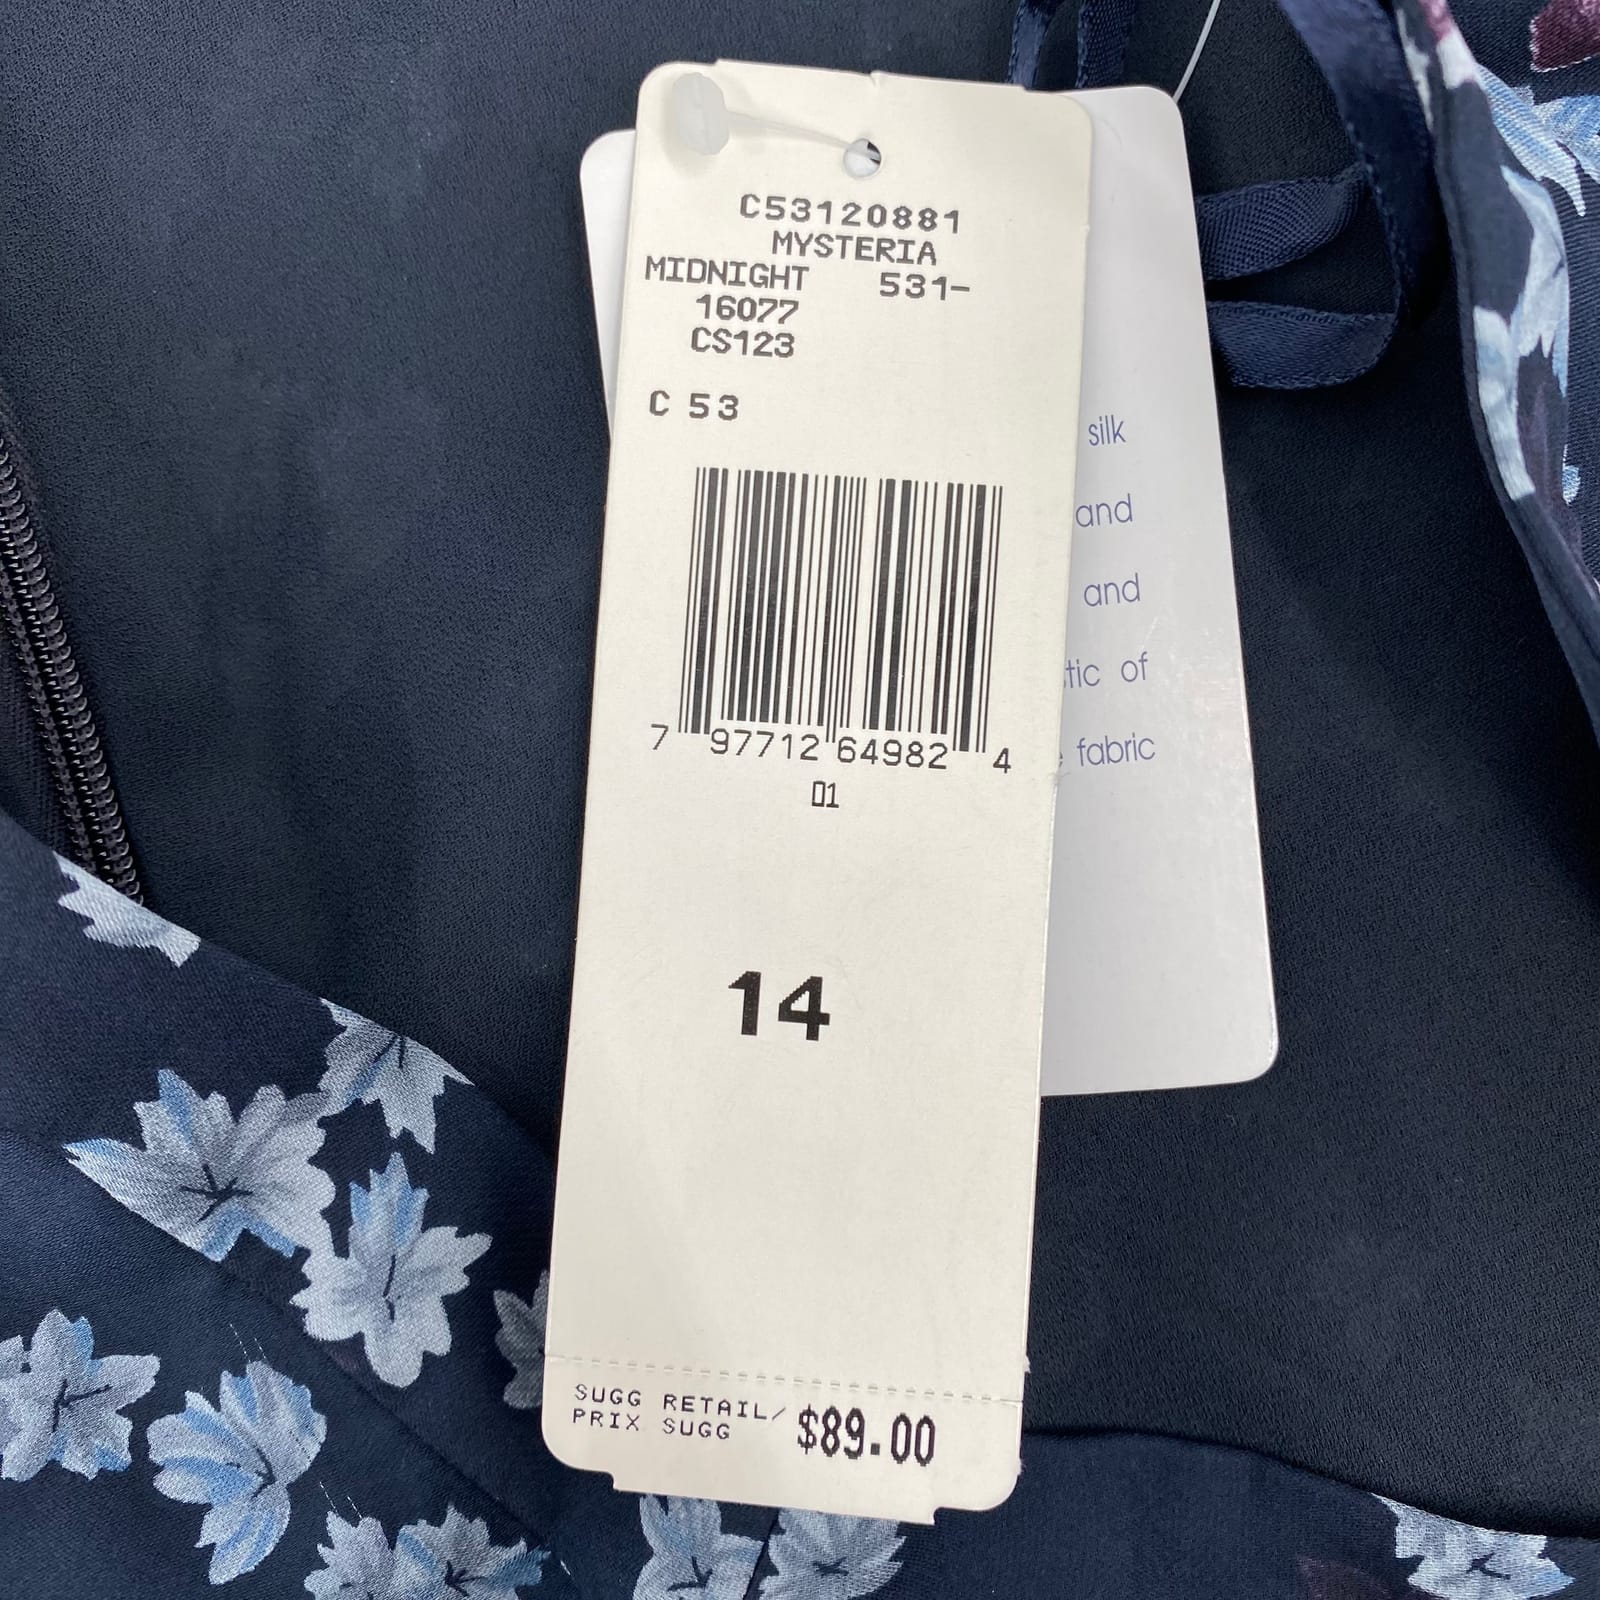 C53120881
MYSTERIA
MIDNIGHT 531-
16077
CS123
C 53
7 97712 64982 4
01
14
SUGG RETAIL/
PRIX SUGG $89.00
silk
and
and
of
fabric